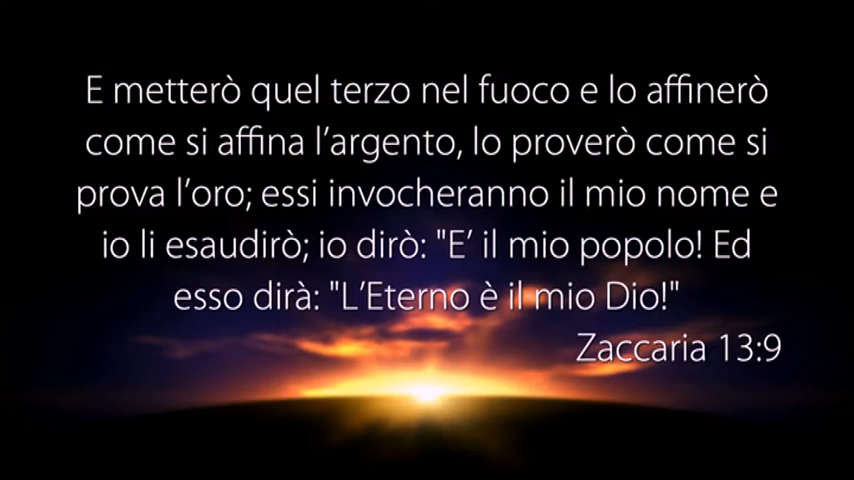 E metterò quel terzo nel fuoco e lo affinerò
come si affina l’argento, lo proverò come si
prova l’oro; essi invocheranno il mio nome e
io li esaudirò; io dirò: "E’ il mio popolo! Ed
esso dirà: "L’Eterno è il mio Dio!"
Zaccaria 13:9